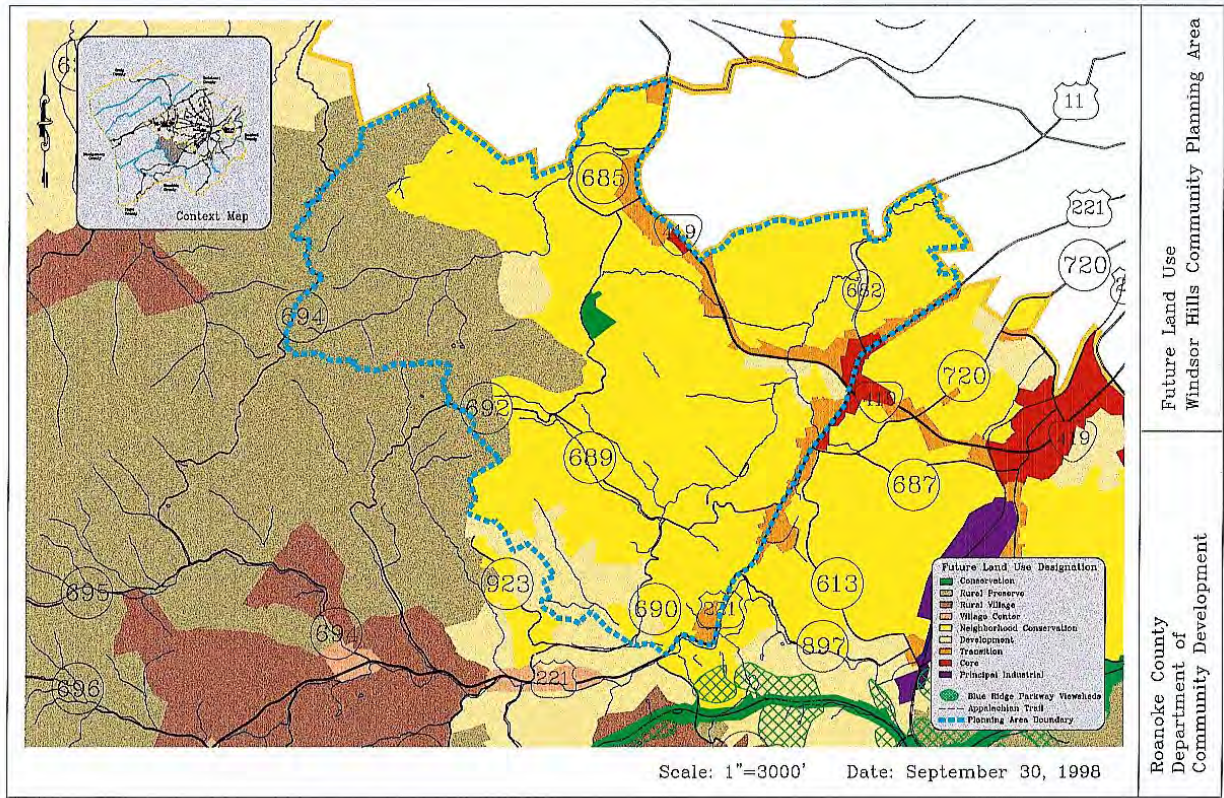 Context Map
11
221
720
685
419
682
694
720
419
419
692
689
687
923
690
221
613
897
695
694
696
221
Future Land Use Designation
Conservation
Rural Preserve
Rural Village
Village Center
Neighborhood Conservation
Development
Transition
Core
Principal Industrial
Blue Ridge Parkway Viewsheds
Appalachian Trail
Planning Area Boundary
Scale: 1"=3000' Date: September 30, 1998
Future Land Use
Windsor Hills Community Planning Area
Roanoke County
Department of
Community Development